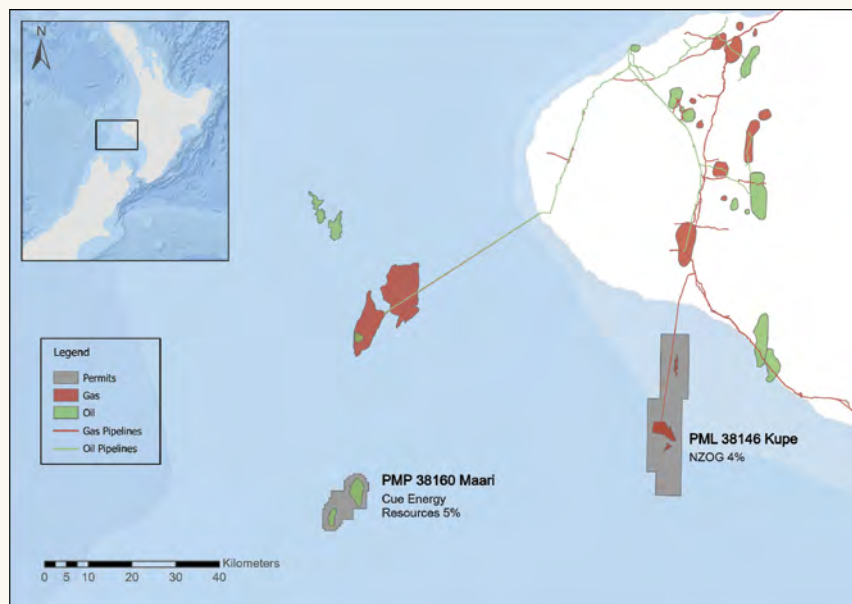 N
Legend
Permits
Gas
Oil
Gas Pipelines
Oil Pipelines
PMP 38160 Maari
Cue Energy
Resources 5%
PML 38146 Kupe
NZOG 4%
Kilometers
0 5 10 20 30 40